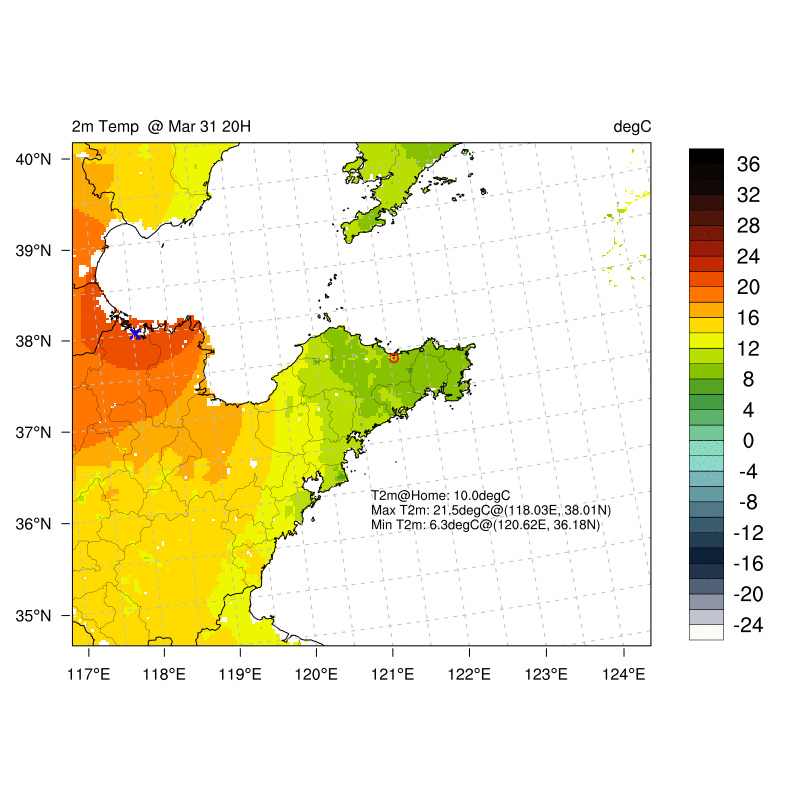 2m Temp @ Mar 31 20H
degC
40°N
39°N
38°N
37°N
36°N
35°N
117°E
118°E
119°E
120°E
121°E
122°E
123°E
124°E
T2m@Home: 10.0degC
Max T2m: 21.5degC@(118.03E, 38.01N)
Min T2m: 6.3degC@(120.62E, 36.18N)
36
32
28
24
20
16
12
8
4
0
-4
-8
-12
-16
-20
-24